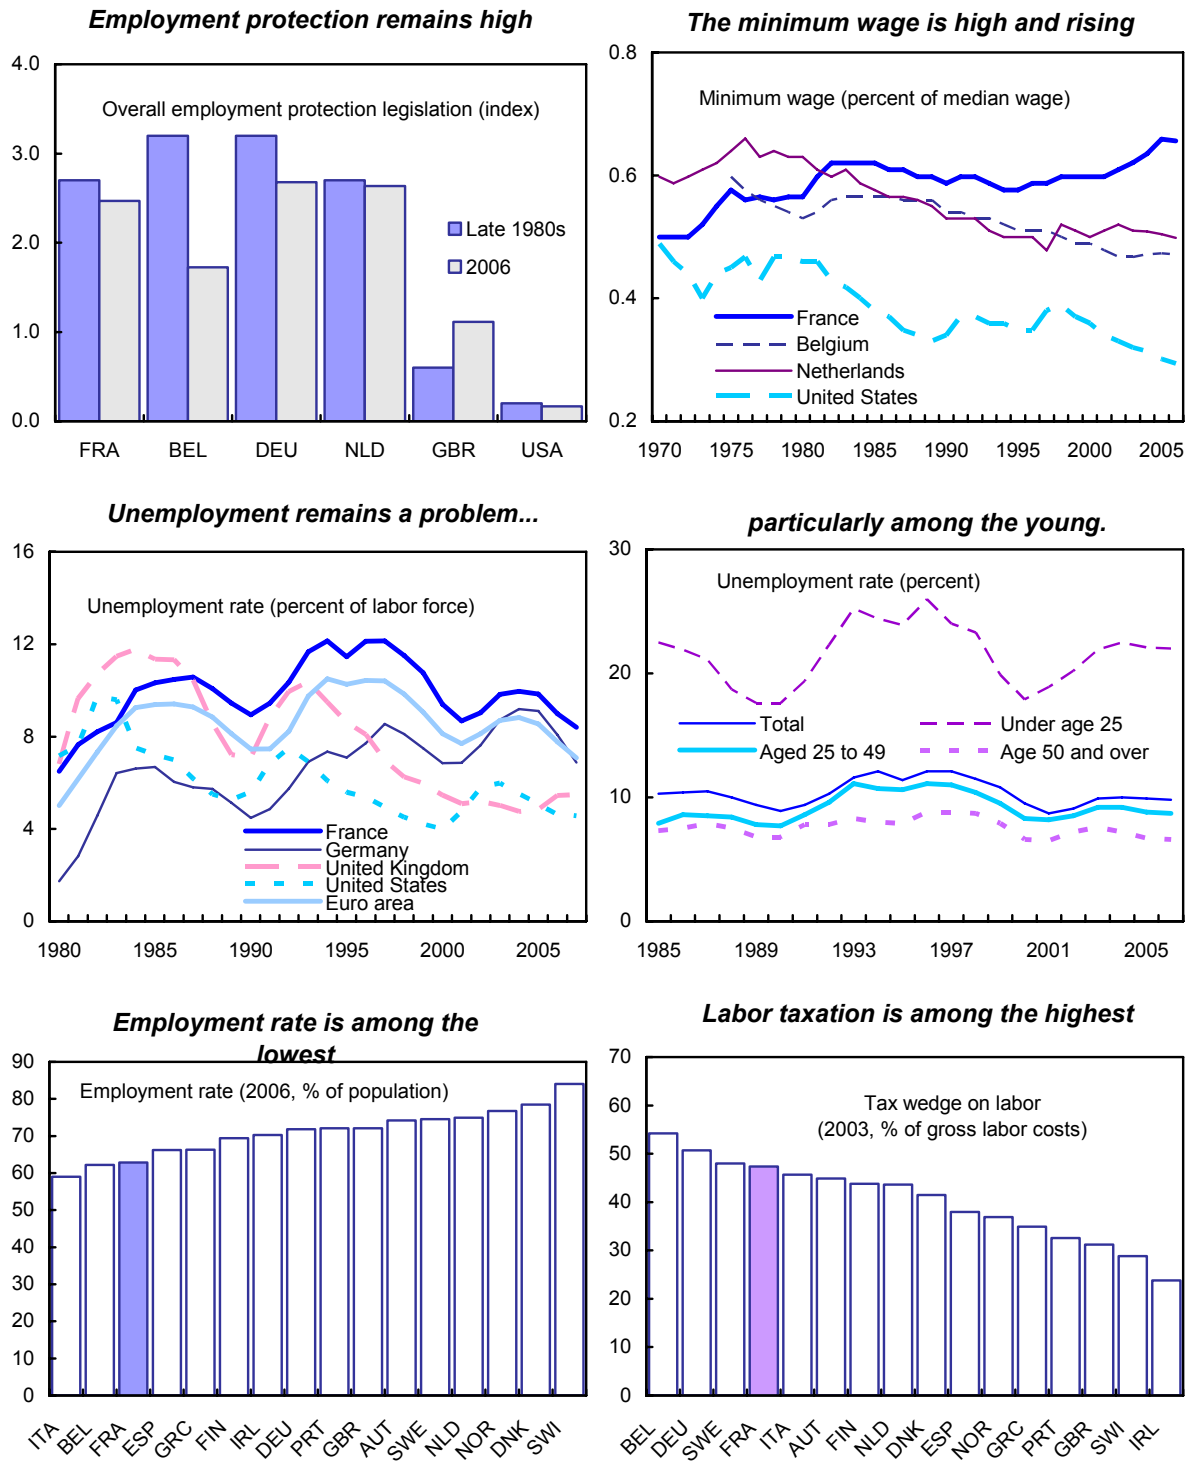 Employment protection remains high
4.0
3.0
2.0
1.0
0.0
Overall employment protection legislation (index)
Late 1980s
2006
FRA BEL DEU NLD GBR USA
The minimum wage is high and rising
0.8
0.6
0.4
0.2
Minimum wage (percent of median wage)
France
Belgium
Netherlands
United States
1970 1975 1980 1985 1990 1995 2000 2005
Unemployment remains a problem...
16
12
8
4
0
Unemployment rate (percent of labor force)
France
Germany
United Kingdom
United States
Euro area
1980 1985 1990 1995 2000 2005
particularly among the young.
30
20
10
0
Unemployment rate (percent)
Total Under age 25
Aged 25 to 49 Age 50 and over
1985 1989 1993 1997 2001 2005
Employment rate is among the
lowest
90
80
70
60
50
40
30
20
10
0
Employment rate (2006, % of population)
ITA BEL FRA ESP GRC FIN IRL DEU PRT GBR AUT SWE NLD NOR DNK SWI
Labor taxation is among the highest
70
60
50
40
30
20
10
0
Tax wedge on labor
(2003, % of gross labor costs)
BEL DEU SWE FRA ITA AUT FIN NLD DNK ESP NOR GRC PRT GBR SWI IRL